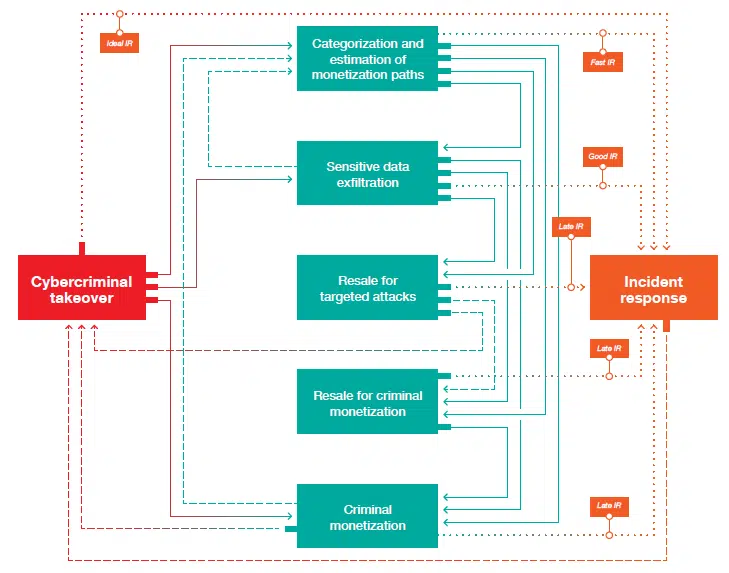 Ideal IR
Categorization and
estimation of
monetization paths
Fast IR
Sensitive data
exfiltration
Good IR
Late IR
Cybercriminal
takeover
Resale for
targeted attacks
Incident
response
Late IR
Resale for criminal
monetization
Criminal
monetization
Late IR